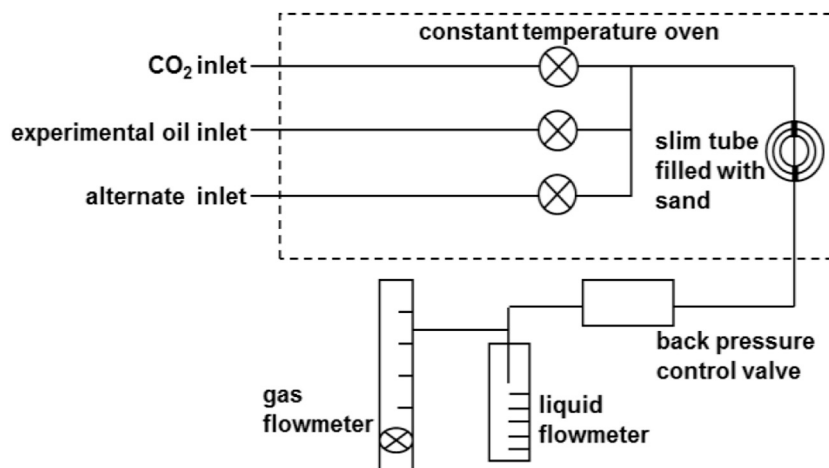 constant temperature oven
CO₂ inlet
experimental oil inlet
alternate inlet
slim tube
filled with
sand
back pressure
control valve
gas
flowmeter
liquid
flowmeter